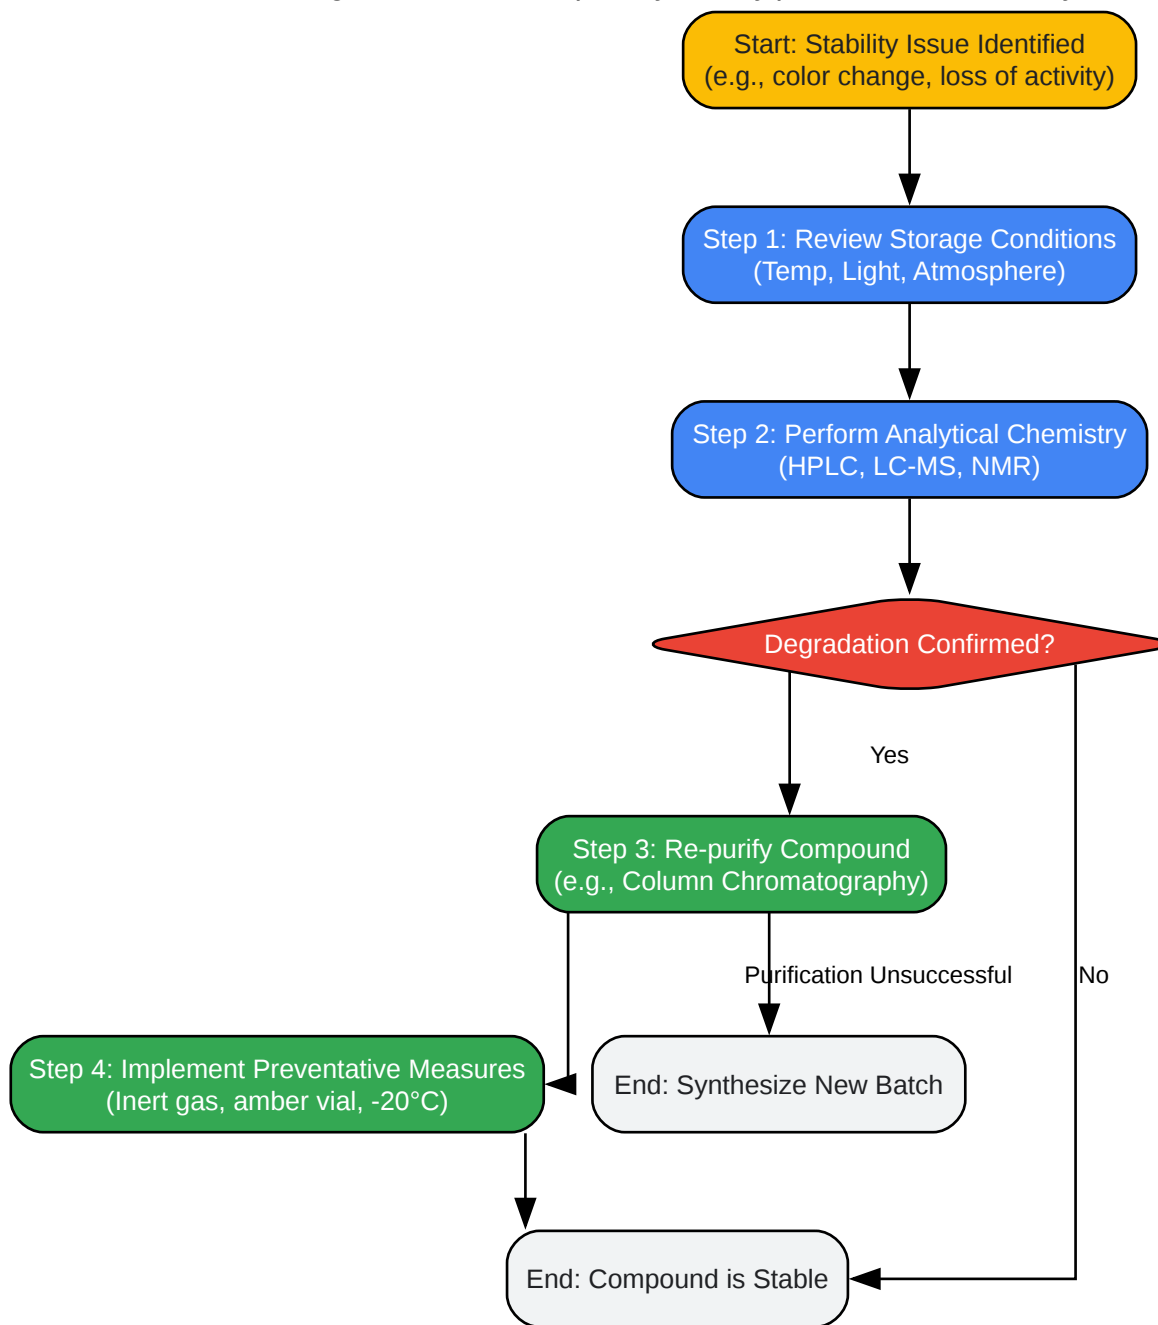 Start: Stability Issue Identified
(e.g., color change, loss of activity)
Step 1: Review Storage Conditions
(Temp, Light, Atmosphere)
Step 2: Perform Analytical Chemistry
(HPLC, LC-MS, NMR)
Degradation Confirmed?
Yes
Step 3: Re-purify Compound
(e.g., Column Chromatography)
Purification Unsuccessful
No
Step 4: Implement Preventative Measures
(Inert gas, amber vial, -20°C)
End: Synthesize New Batch
End: Compound is Stable